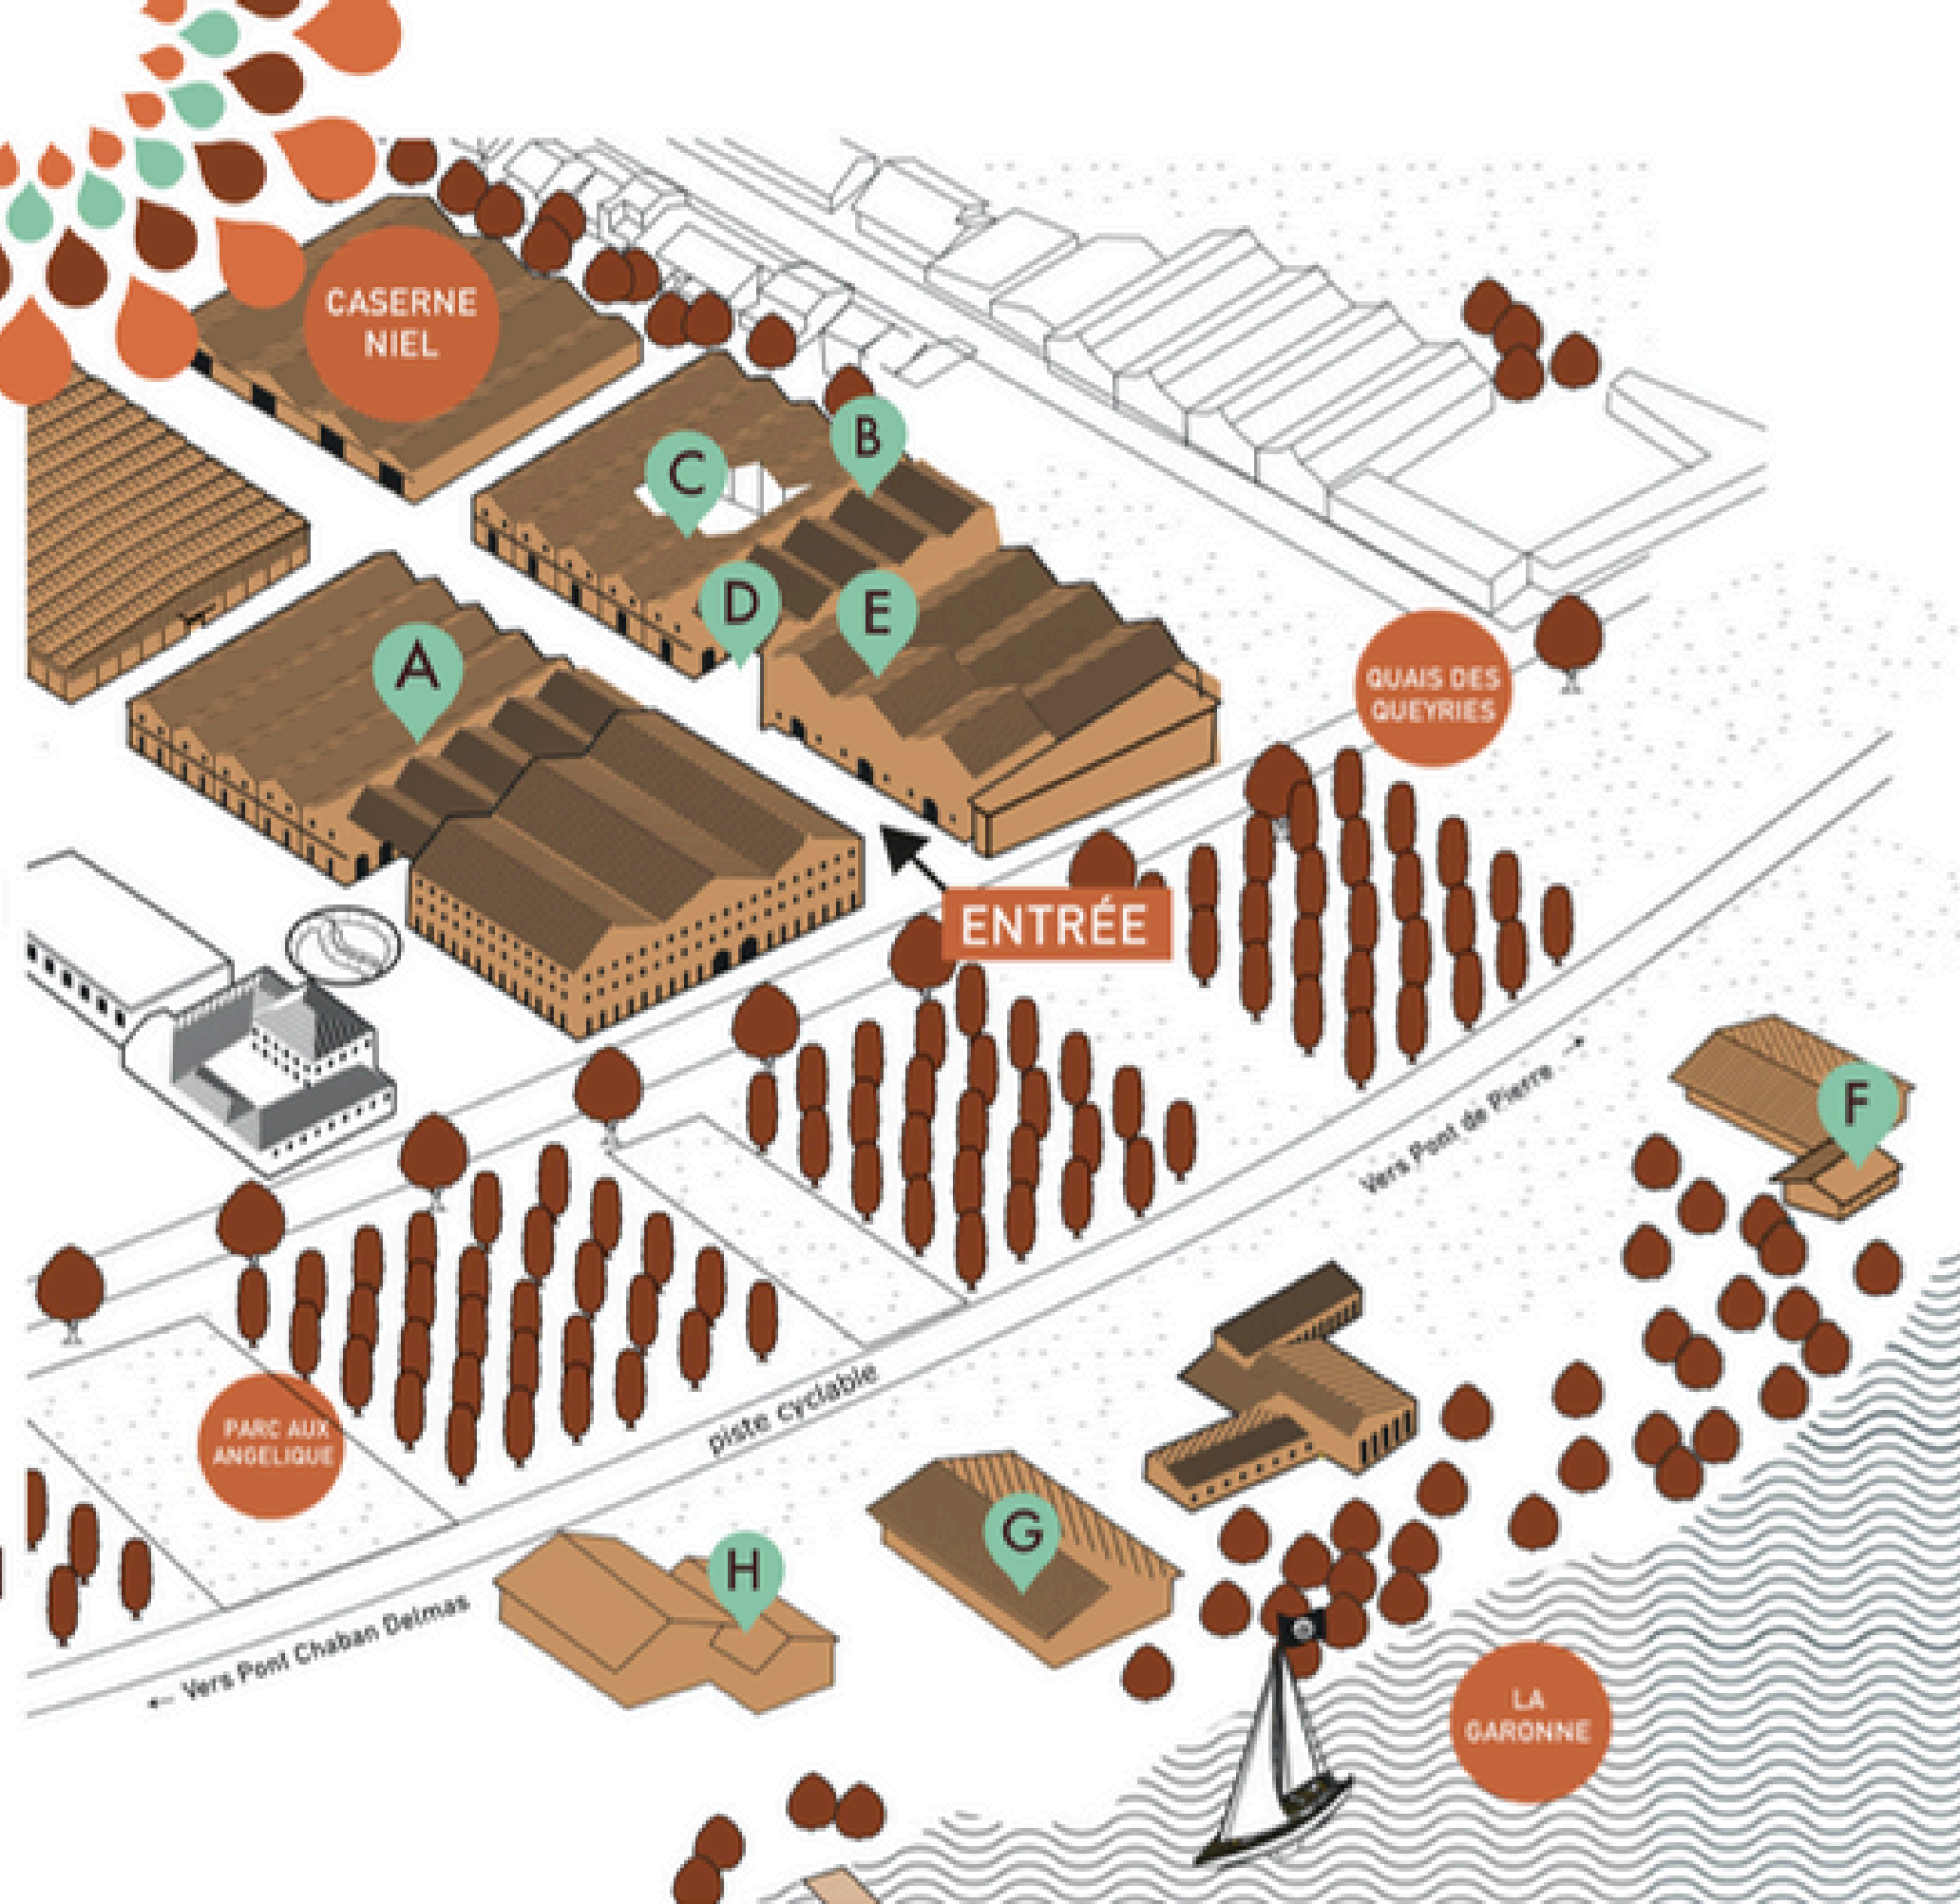 CASERNE
NIEL
B
C
D
E
A
QUAIS DES
QUEYRIES
ENTRÉE
Vers Pont de Pierre →
F
piste cyclable
PARC AUX
ANGELIQUE
G
H
← Vers Pont Chaban Delmas
LA
GARONNE